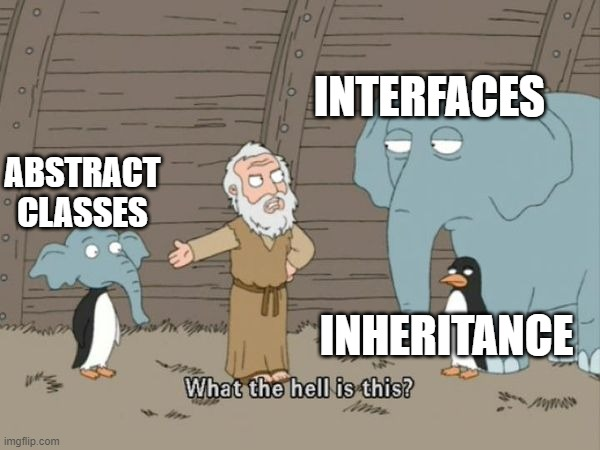 INTERFACES
ABSTRACT
CLASSES
INHERITANCE
What the hell is this?
imgflip.com